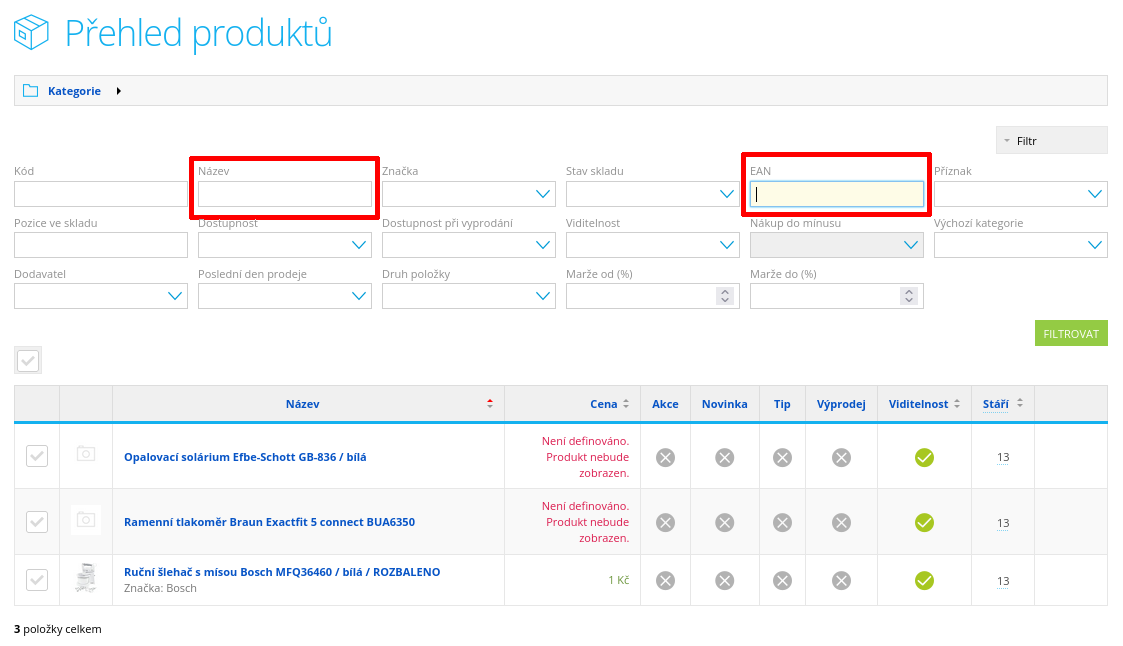 Přehled produktů
Kategorie
Filtr
Kód
Název
Značka
Stav skladu
EAN
Příznak
Pozice ve skladu
Dostupnost
Dostupnost při vyprodání
Viditelnost
Nákup do mínusu
Výchozí kategorie
Dodavatel
Poslední den prodeje
Druh položky
Marže od (%)
Marže do (%)
FILTROVAT
Název
Cena
Akce
Novinka
Tip
Výprodej
Viditelnost
Stáří
Opalovací solárium Efbe-Schott GB-836 / bílá
Není definováno.
Produkt nebude
zobrazen.
13
Ramenní tlakoměr Braun Exactfit 5 connect BUA6350
Není definováno.
Produkt nebude
zobrazen.
13
Ruční šlehač s mísou Bosch MFQ36460 / bílá / ROZBALENO
Značka: Bosch
1 Kč
13
3 položky celkem